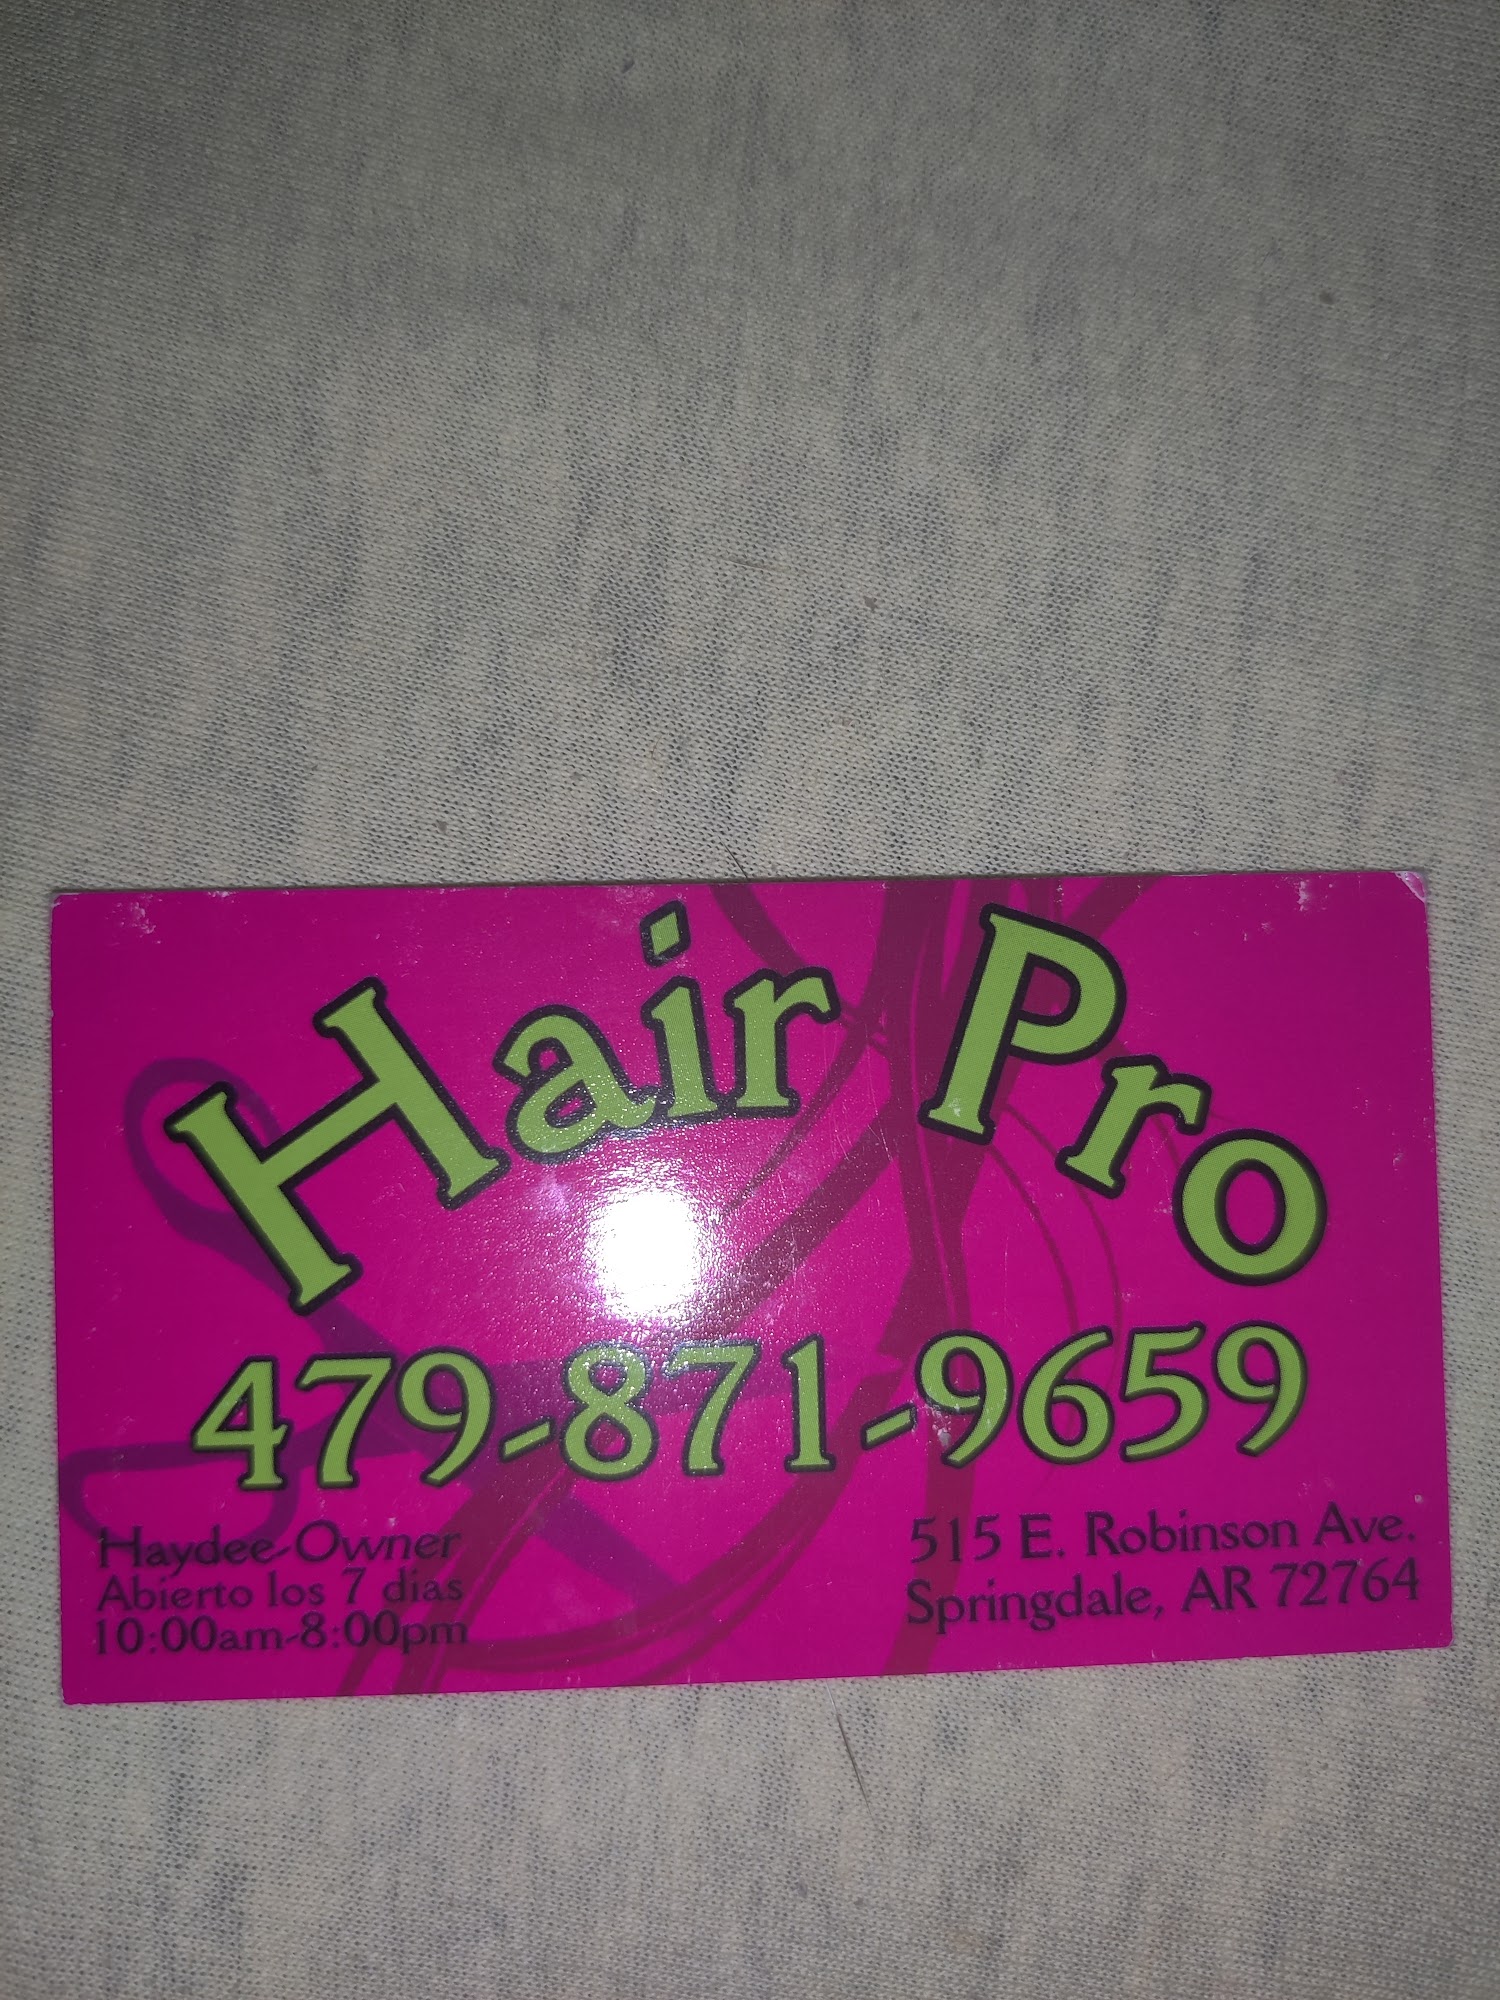 Hair Pro
479-871-9659
Haydee-Owner
Abierto los 7 dias
10:00am-8:00pm
515 E. Robinson Ave.
Springdale, AR 72764